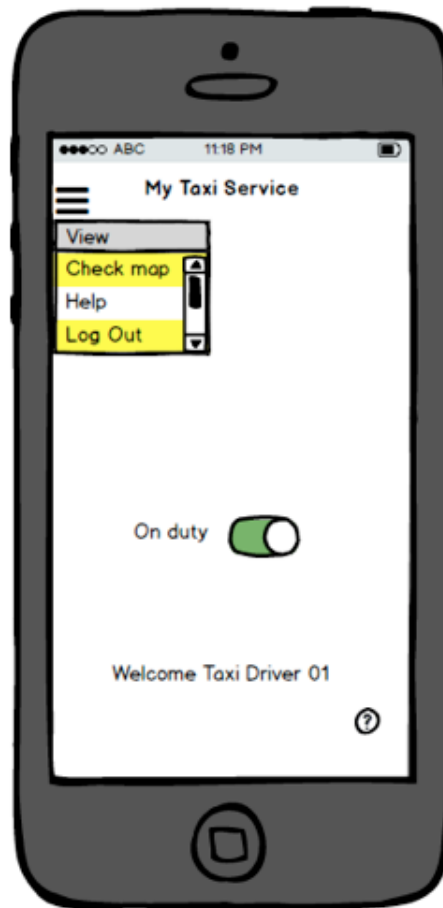 ABC 11:18 PM
My Taxi Service
View
Check map
Help
Log Out
On duty
Welcome Taxi Driver 01
?